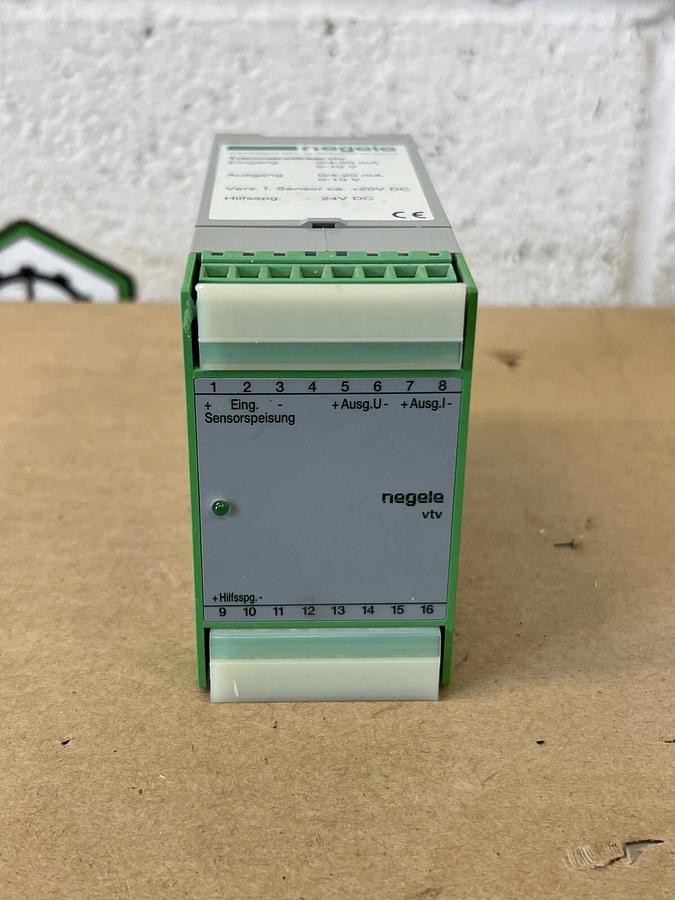 negele
Trennverstärker vtv
Eingang 0/4-20 mA
0-10 V
Ausgang 0/4-20 mA
0-10 V
Vers. f. Sensor ca. +20V DC
Hilfsspg. 24V DC
CE
1 2 3 4 5 6 7 8
+ Eing. - +Ausg.U- +Ausg.I-
Sensorspeisung
negele
vtv
+Hilfsspg.-
9 10 11 12 13 14 15 16